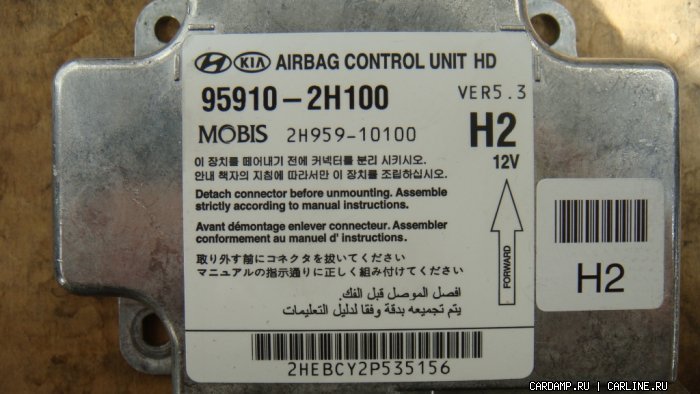 HYUNDAI KIA AIRBAG CONTROL UNIT HD
95910-2H100
VER5.3
MOBIS 2H959-10100
H2
12V
이 장치를 떼어내기 전에 커넥터를 분리 시키시오.
안내 책자의 지침에 따라서만 이 장치를 조립하십시오.
Detach connector before unmounting. Assemble
strictly according to manual instructions.
Avant démontage enlever connecteur. Assembler
conformement au manuel d' instructions.
取り外す前にコネクタを抜いてください
マニュアルの指示通りに正しく組み付けてください
افصل الموصل قبل الفك.
يتم تجميعه بدقة وفقا لدليل التعليمات.
FORWARD
H2
2HEBCY2P535156
CARDAMP.RU | CARLINE.RU